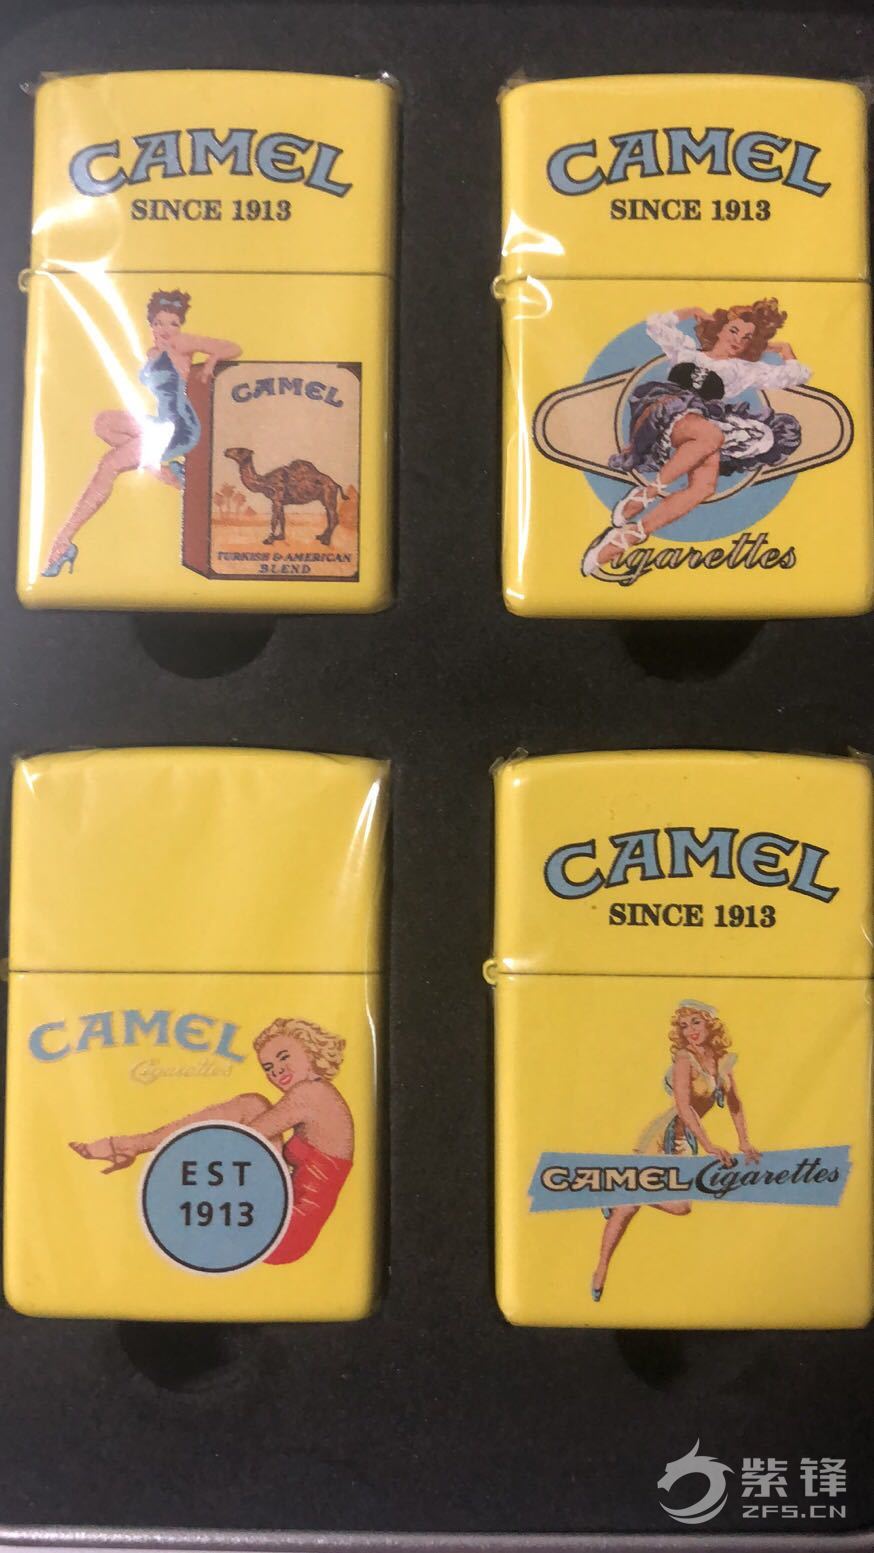 CAMEL
SINCE 1913
CAMEL
TURKISH & AMERICAN
BLEND
CAMEL
SINCE 1913
Cigarettes
CAMEL
Cigarettes
EST
1913
CAMEL
SINCE 1913
CAMEL Cigarettes
紫锋
ZFS.CN